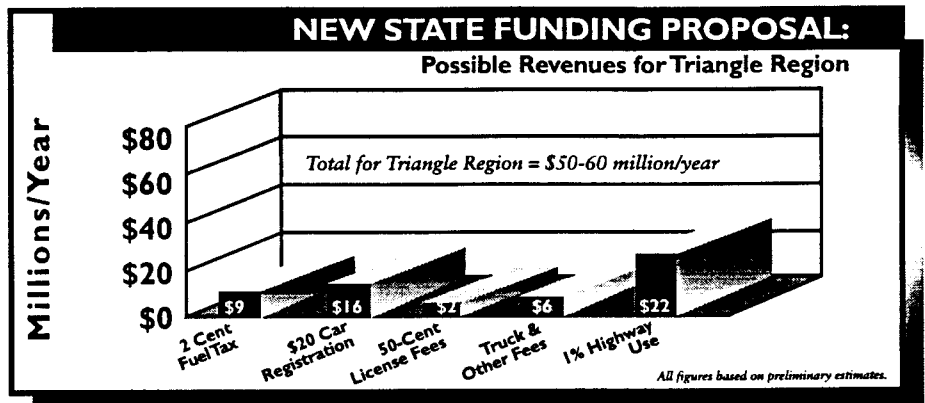 NEW STATE FUNDING PROPOSAL:
Possible Revenues for Triangle Region
Millions/Year
$80
$60
$40
$20
$0
Total for Triangle Region = $50-60 million/year
$9
$16
$2
$6
$22
2 Cent
Fuel Tax
$20 Car
Registration
50-Cent
License Fees
Truck &
Other Fees
1% Highway
Use
All figures based on preliminary estimates.